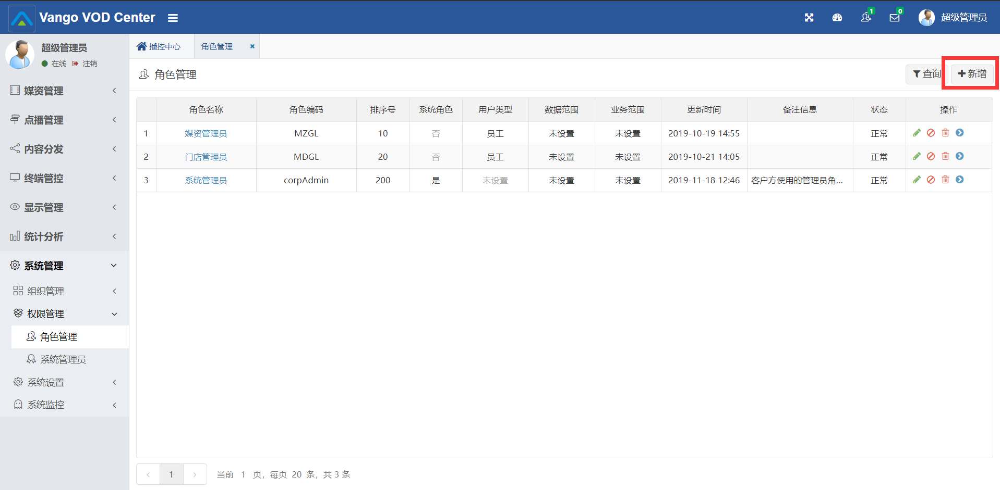 Vango VOD Center
1
0
超级管理员
超级管理员
在线 注销
媒资管理
点播管理
内容分发
终端管控
显示管理
统计分析
系统管理
组织管理
权限管理
角色管理
系统管理员
系统设置
系统监控
播控中心 角色管理
角色管理
查询 新增
角色名称 角色编码 排序号 系统角色 用户类型 数据范围 业务范围 更新时间 备注信息 状态 操作
1 媒资管理员 MZGL 10 否 员工 未设置 未设置 2019-10-19 14:55 正常
2 门店管理员 MDGL 20 否 员工 未设置 未设置 2019-10-21 14:05 正常
3 系统管理员 corpAdmin 200 是 未设置 未设置 未设置 2019-11-18 12:46 客户方使用的管理员角... 正常
1
当前 1 页，每页 20 条，共 3 条